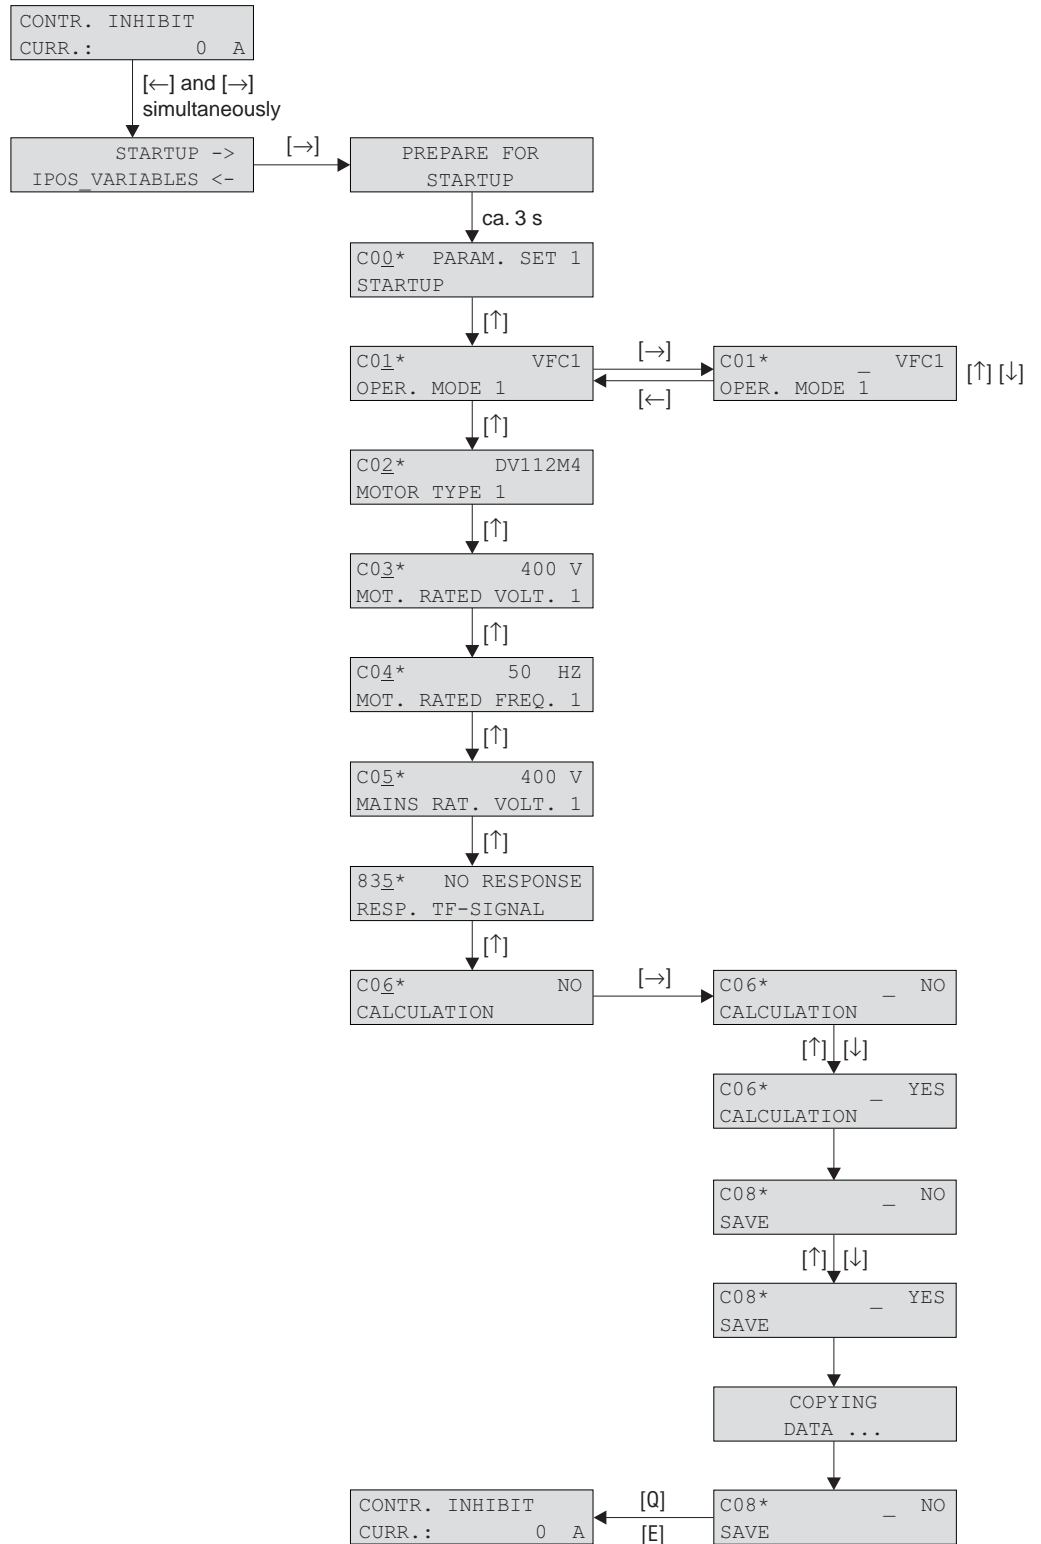 CONTR. INHIBIT
CURR.: 0 A
[←] and [→]
simultaneously
STARTUP ->
IPOS_VARIABLES <-
[→]
PREPARE FOR
STARTUP
ca. 3 s
C00* PARAM. SET 1
STARTUP
[↑]
C01* VFC1
OPER. MODE 1
[→]
[←]
C01* _ VFC1
OPER. MODE 1
[↑] [↓]
[↑]
C02* DV112M4
MOTOR TYPE 1
[↑]
C03* 400 V
MOT. RATED VOLT. 1
[↑]
C04* 50 HZ
MOT. RATED FREQ. 1
[↑]
C05* 400 V
MAINS RAT. VOLT. 1
[↑]
835* NO RESPONSE
RESP. TF-SIGNAL
[↑]
C06* NO
CALCULATION
[→]
C06* _ NO
CALCULATION
[↑] [↓]
C06* _ YES
CALCULATION
C08* _ NO
SAVE
[↑] [↓]
C08* _ YES
SAVE
COPYING
DATA ...
C08* _ NO
SAVE
[Q]
[E]
CONTR. INHIBIT
CURR.: 0 A